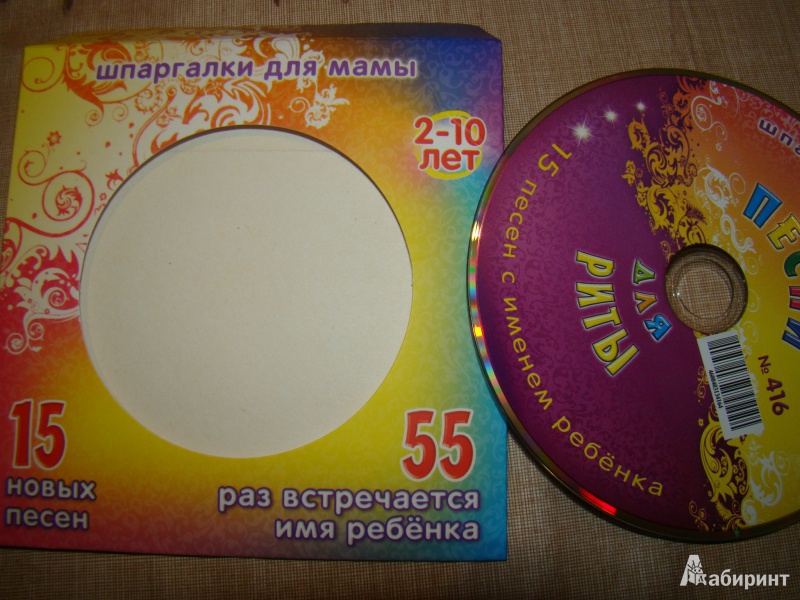 шпаргалки для мамы
2-10
лет
15
новых
песен
55
раз встречается
имя ребёнка
ПЕСНИ
для
РИТЫ
15 песен с именем ребёнка
№ 416
Лабиринт